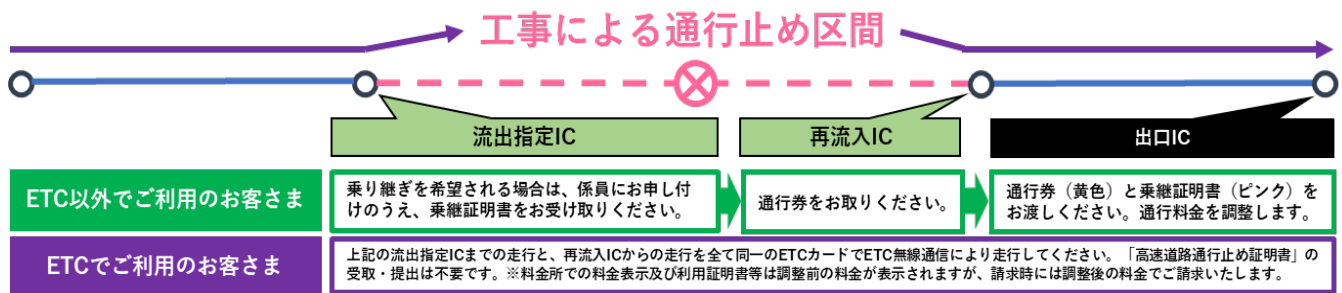 工事による通行止め区間
流出指定IC
再流入IC
出口IC
ETC以外でご利用のお客さま
乗り継ぎを希望される場合は、係員にお申し付
けのうえ、乗継証明書をお受け取りください。
通行券をお取りください。
通行券（黄色）と乗継証明書（ピンク）を
お渡しください。通行料金を調整します。
ETCでご利用のお客さま
上記の流出指定ICまでの走行と、再流入ICからの走行を全て同一のETCカードでETC無線通信により走行してください。「高速道路通行止め証明書」の
受取・提出は不要です。※料金所での料金表示及び利用証明書等は調整前の料金が表示されますが、請求時には調整後の料金でご請求いたします。